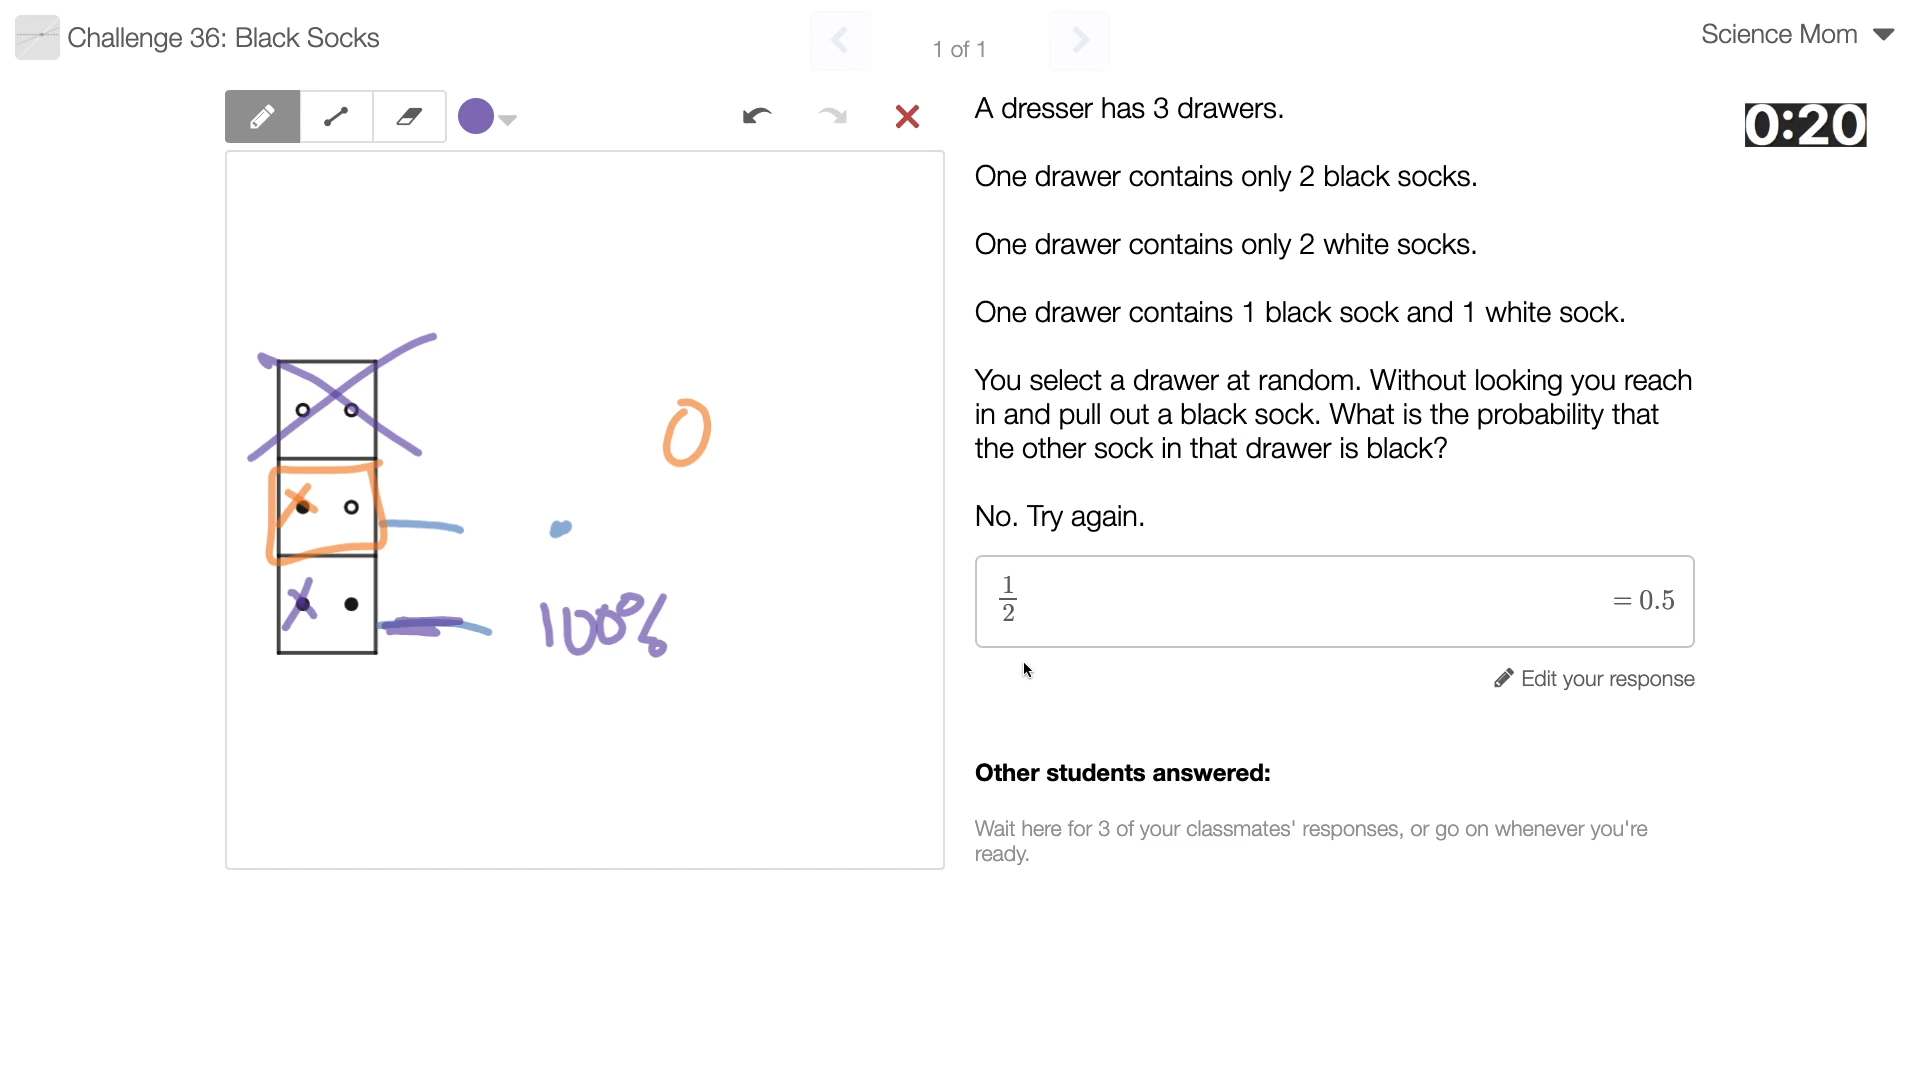 Challenge 36: Black Socks
1 of 1
Science Mom
0:20
A dresser has 3 drawers.
One drawer contains only 2 black socks.
One drawer contains only 2 white socks.
One drawer contains 1 black sock and 1 white sock.
You select a drawer at random. Without looking you reach
in and pull out a black sock. What is the probability that
the other sock in that drawer is black?
No. Try again.
1/2 = 0.5
Edit your response
Other students answered:
Wait here for 3 of your classmates' responses, or go on whenever you're
ready.
0
100%